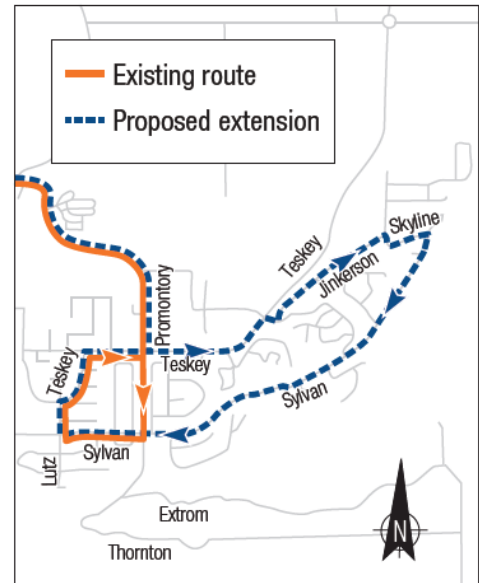 Existing route
Proposed extension
Skyline
Teskey
Jinkerson
Promontory
Teskey
Teskey
Sylvan
Sylvan
Lutz
Extrom
Thornton
N